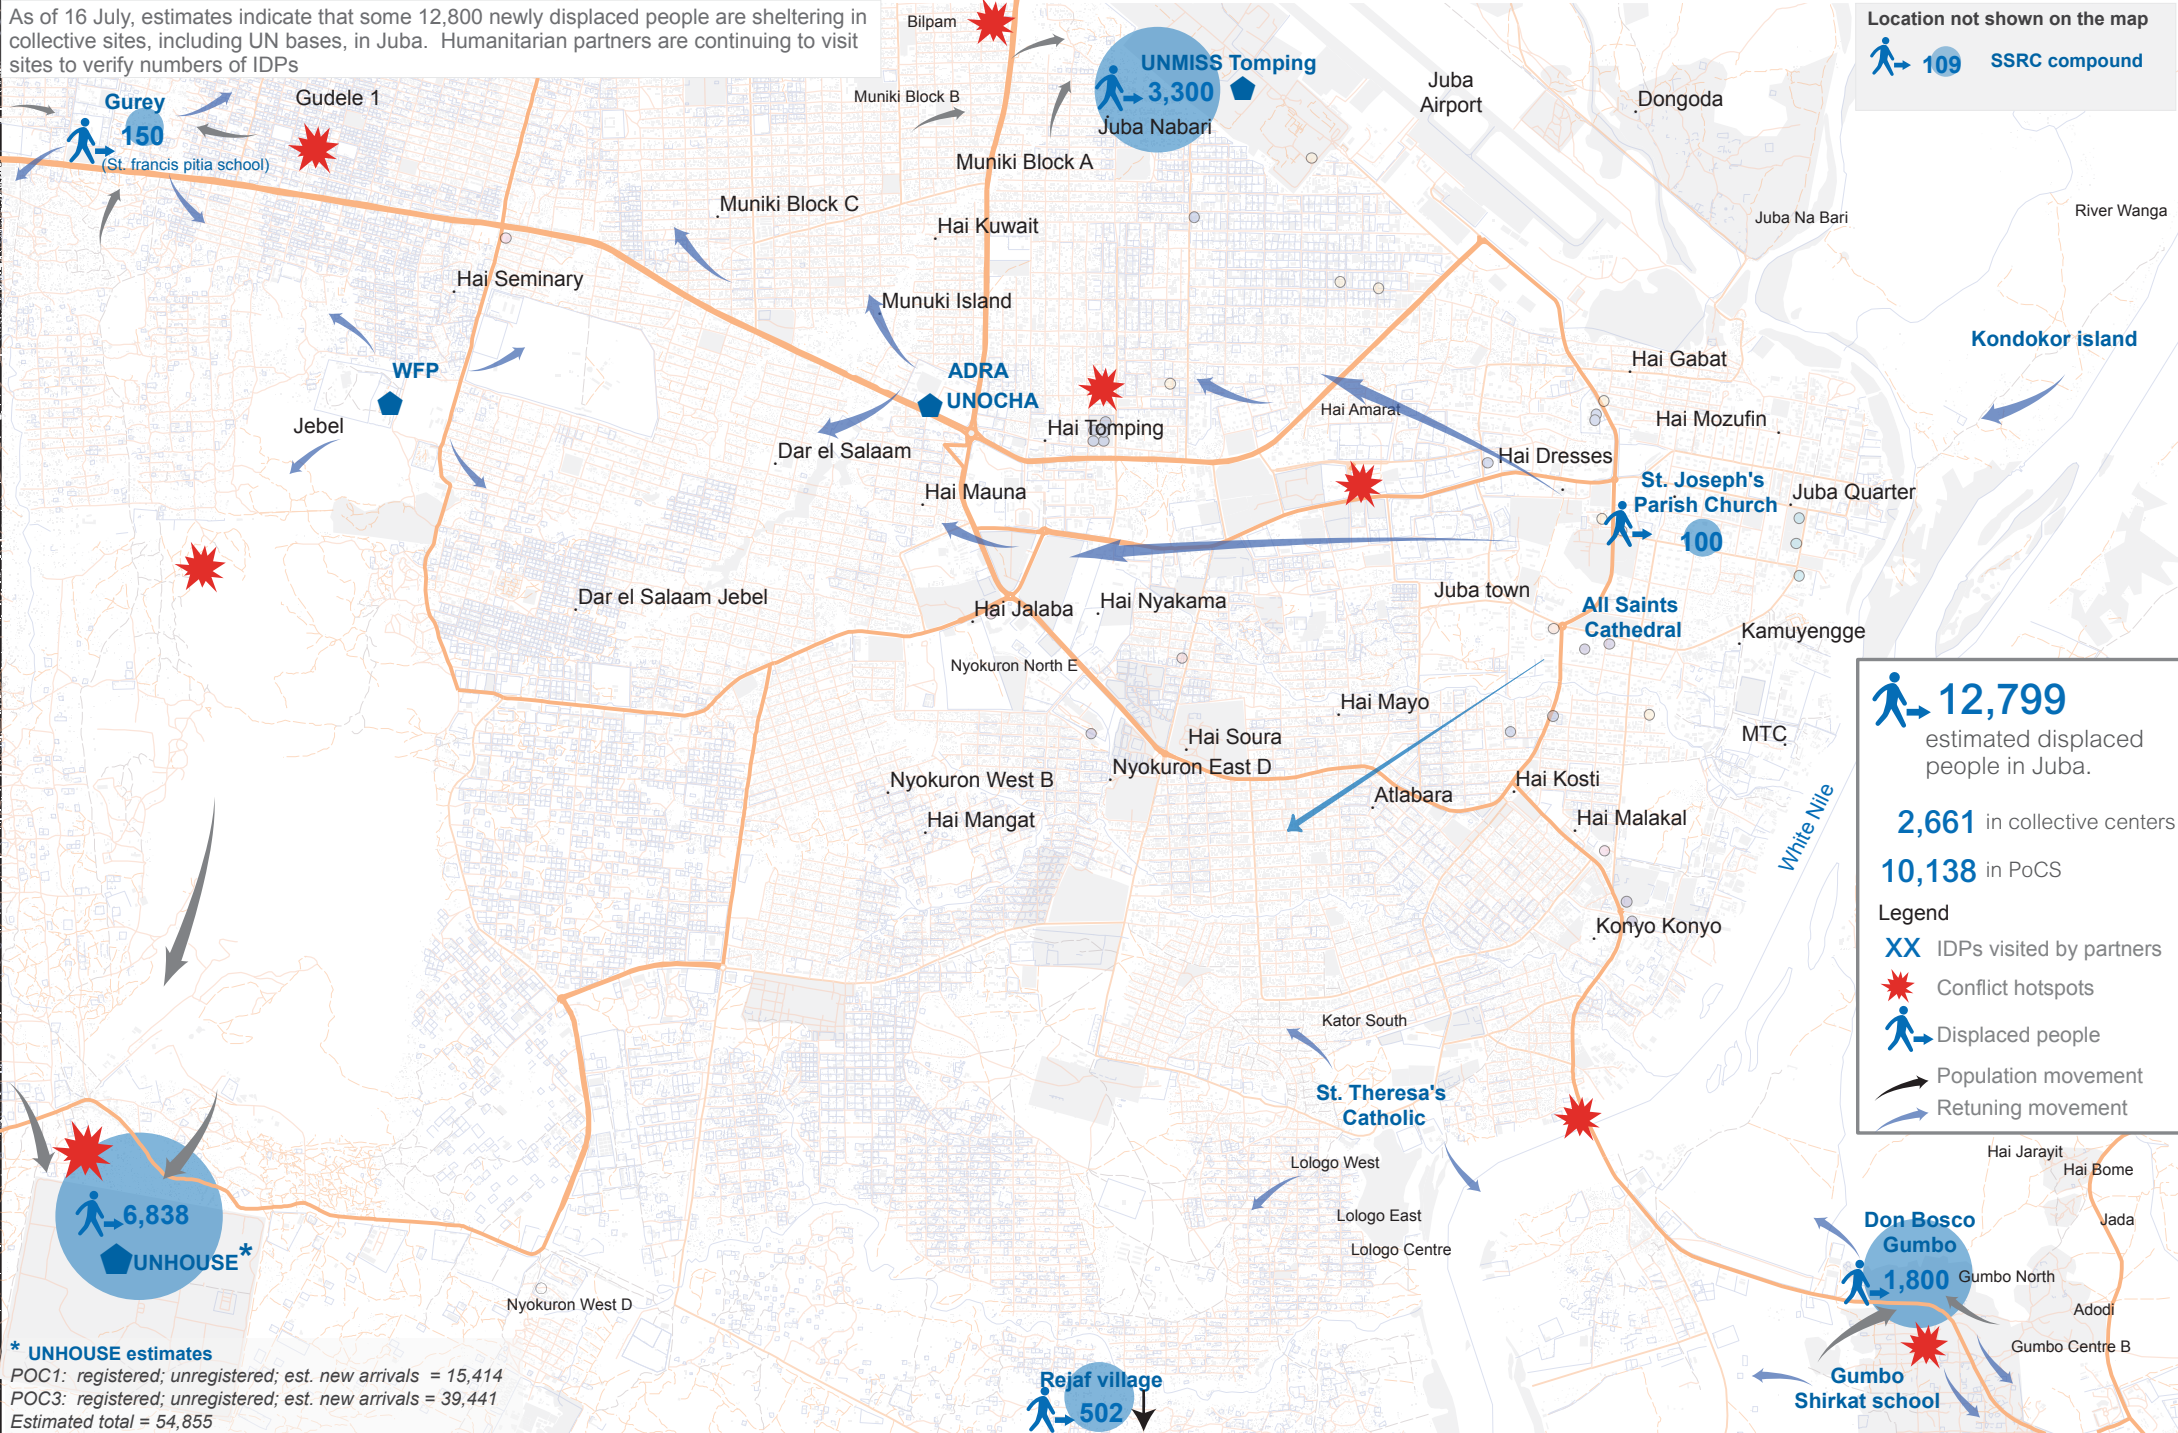 As of 16 July, estimates indicate that some 12,800 newly displaced people are sheltering in
collective sites, including UN bases, in Juba.  Humanitarian partners are continuing to visit
sites to verify numbers of IDPs
Location not shown on the map
109
SSRC compound
Bilpam
UNMISS Tomping
3,300
Juba Nabari
Juba
Airport
Dongoda
Gurey
150
(St. francis pitia school)
Gudele 1
Muniki Block B
Muniki Block A
Muniki Block C
Hai Kuwait
Juba Na Bari
River Wanga
Hai Seminary
Munuki Island
Kondokor island
WFP
ADRA
UNOCHA
Hai Gabat
Hai Amarat
Hai Mozufin
Jebel
Hai Tomping
Dar el Salaam
Hai Dresses
St. Joseph's
Parish Church
100
Juba Quarter
Hai Mauna
Dar el Salaam Jebel
Hai Jalaba
Hai Nyakama
Juba town
All Saints
Cathedral
Kamuyengge
Nyokuron North E
Hai Mayo
MTC
Hai Soura
Nyokuron East D
Nyokuron West B
Hai Mangat
Atlabara
Hai Kosti
Hai Malakal
White Nile
Konyo Konyo
12,799
estimated displaced
people in Juba.
2,661 in collective centers
10,138 in PoCS
Legend
XX IDPs visited by partners
Conflict hotspots
Displaced people
Population movement
Retuning movement
Kator South
St. Theresa's
Catholic
Lologo West
Lologo East
Lologo Centre
Hai Jarayit
Hai Bome
Jada
Don Bosco
Gumbo
1,800
Gumbo North
Adodi
Gumbo Centre B
Gumbo
Shirkat school
6,838
UNHOUSE*
Nyokuron West D
Rejaf village
502
* UNHOUSE estimates
POC1:  registered; unregistered; est. new arrivals  = 15,414
POC3:  registered; unregistered; est. new arrivals = 39,441
Estimated total = 54,855